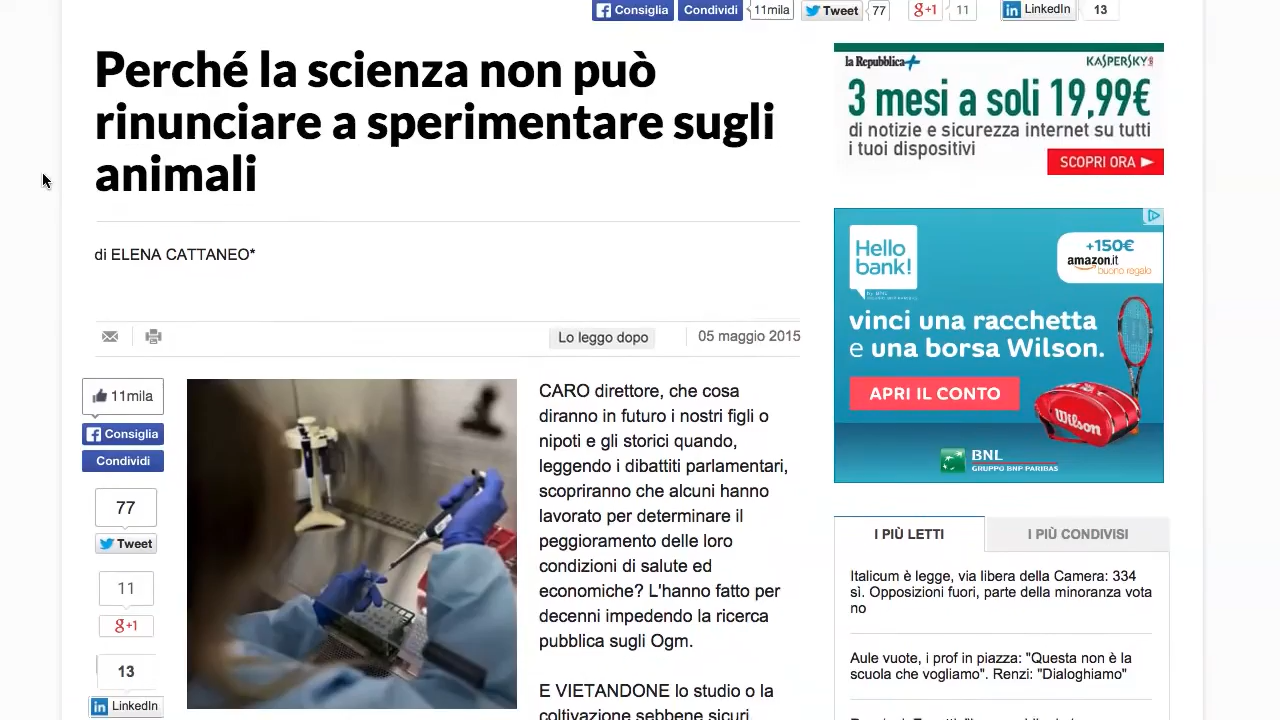 Consiglia Condividi 11mila Tweet 77 g+1 11 in LinkedIn 13
Perché la scienza non può
rinunciare a sperimentare sugli
animali
di ELENA CATTANEO*
Lo leggo dopo 05 maggio 2015
11mila
Consiglia
Condividi
77
Tweet
11
g+1
13
in LinkedIn
CARO direttore, che cosa
diranno in futuro i nostri figli o
nipoti e gli storici quando,
leggendo i dibattiti parlamentari,
scopriranno che alcuni hanno
lavorato per determinare il
peggioramento delle loro
condizioni di salute ed
economiche? L'hanno fatto per
decenni impedendo la ricerca
pubblica sugli Ogm.
E VIETANDONE lo studio o la
coltivazione sebbene sicuri,
la Repubblica+ KASPERSKY
3 mesi a soli 19,99€
di notizie e sicurezza internet su tutti
i tuoi dispositivi
SCOPRI ORA
Hello
bank!
+150€
amazon.it
buono regalo
vinci una racchetta
e una borsa Wilson.
APRI IL CONTO
Wilson
BNL
GRUPPO BNP PARIBAS
I PIÙ LETTI I PIÙ CONDIVISI
Italicum è legge, via libera della Camera: 334
sì. Opposizioni fuori, parte della minoranza vota
no
Aule vuote, i prof in piazza: "Questa non è la
scuola che vogliamo". Renzi: "Dialoghiamo"